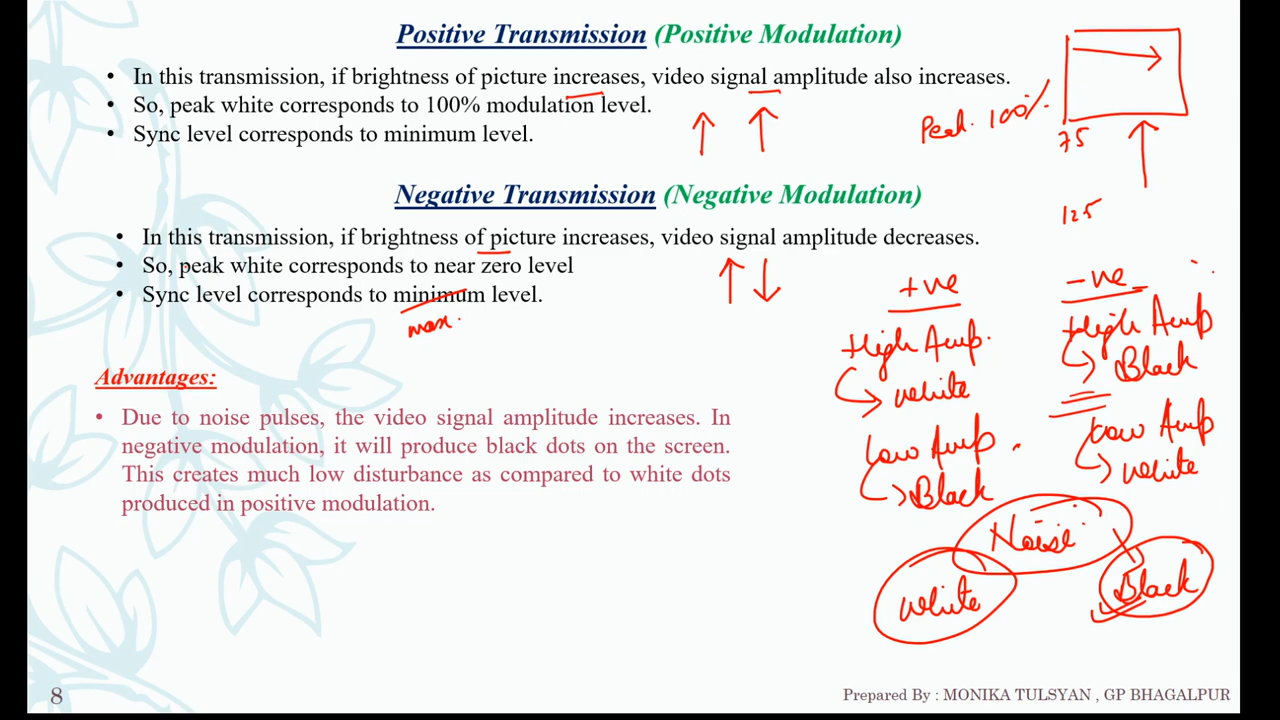 Positive Transmission (Positive Modulation)
• In this transmission, if brightness of picture increases, video signal amplitude also increases.
• So, peak white corresponds to 100% modulation level.
• Sync level corresponds to minimum level.
Peak. 100%
75
125
Negative Transmission (Negative Modulation)
• In this transmission, if brightness of picture increases, video signal amplitude decreases.
• So, peak white corresponds to near zero level
• Sync level corresponds to minimum level.
max.
+ve
High Amp.
White
Low Amp
Black
-ve
High Amp
Black
Low Amp
White
Noise
White
Black
Advantages:
• Due to noise pulses, the video signal amplitude increases. In
negative modulation, it will produce black dots on the screen.
This creates much low disturbance as compared to white dots
produced in positive modulation.
8
Prepared By : MONIKA TULSYAN , GP BHAGALPUR